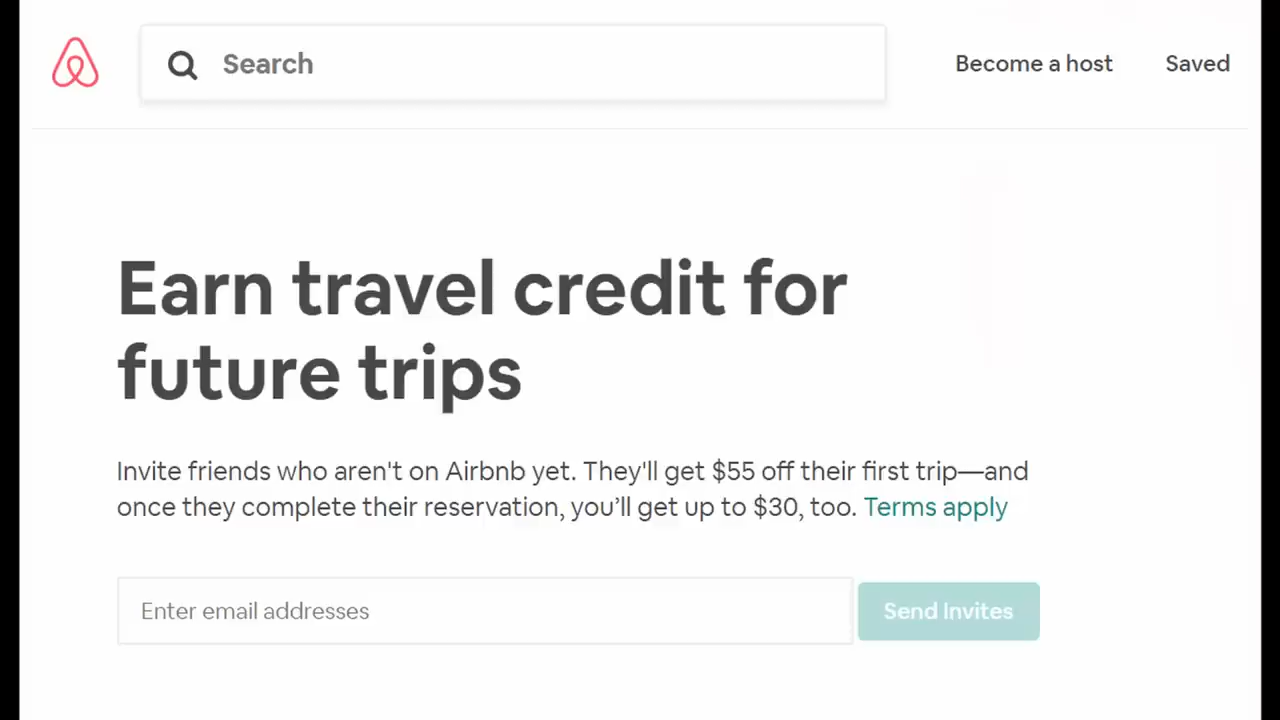 Search
Become a host
Saved
Earn travel credit for
future trips
Invite friends who aren't on Airbnb yet. They'll get $55 off their first trip—and
once they complete their reservation, you’ll get up to $30, too. Terms apply
Enter email addresses
Send Invites